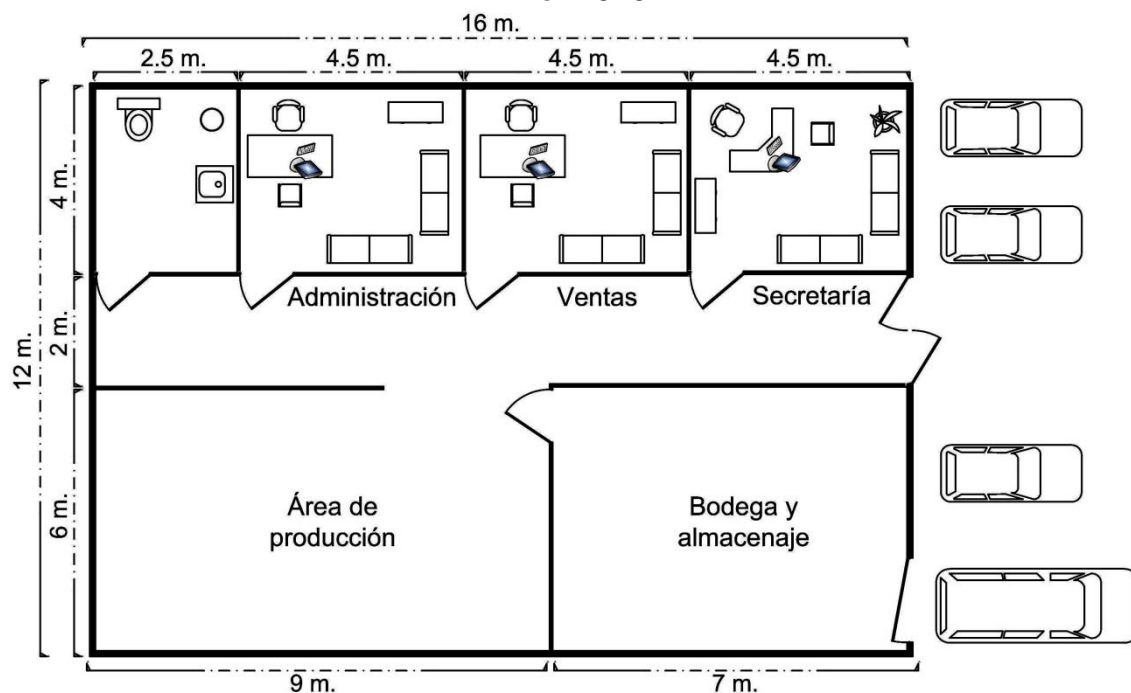 16 m.
2.5 m.
4.5 m.
4.5 m.
4.5 m.
4 m.
Administración
Ventas
Secretaría
2 m.
12 m.
6 m.
Área de
producción
Bodega y
almacenaje
9 m.
7 m.